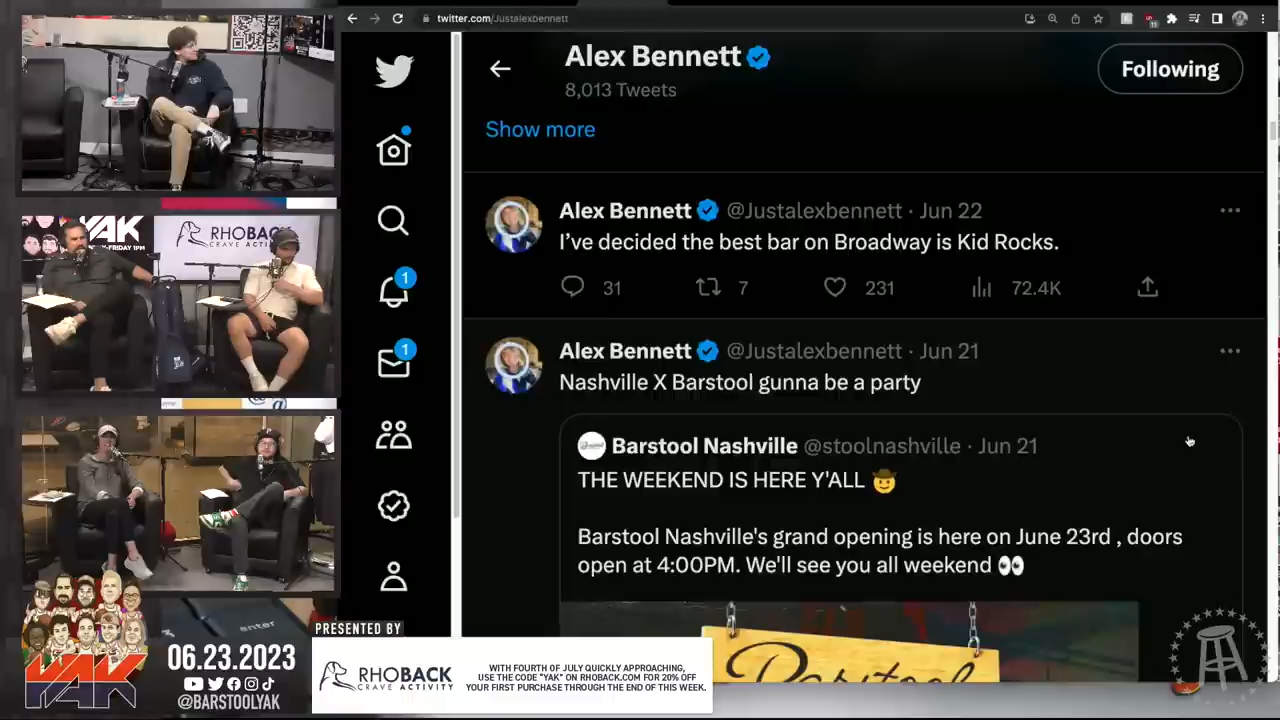 twitter.com/Justalexbennett
Alex Bennett
8,013 Tweets
Following
Show more
Alex Bennett @Justalexbennett · Jun 22
I've decided the best bar on Broadway is Kid Rocks.
31 7 231 72.4K
Alex Bennett @Justalexbennett · Jun 21
Nashville X Barstool gunna be a party
Barstool Nashville @stoolnashville · Jun 21
THE WEEKEND IS HERE Y'ALL 🤠
Barstool Nashville's grand opening is here on June 23rd , doors
open at 4:00PM. We'll see you all weekend 👀
Barstool
1
1
YAK
RHOBACK
YAK
06.23.2023
@BARSTOOLYAK
PRESENTED BY
RHOBACK
CRAVE ACTIVITY
WITH FOURTH OF JULY QUICKLY APPROACHING,
USE THE CODE "YAK" ON RHOBACK.COM FOR 20% OFF
YOUR FIRST PURCHASE THROUGH THE END OF THIS WEEK.
enter